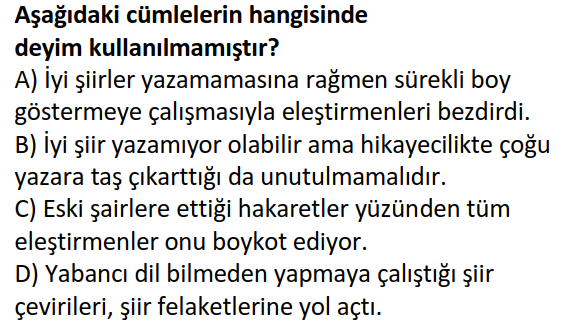 Aşağıdaki cümlelerin hangisinde
deyim kullanılmamıştır?
A) İyi şiirler yazamamasına rağmen sürekli boy
göstermeye çalışmasıyla eleştirmenleri bezdirdi.
B) İyi şiir yazamıyor olabilir ama hikayecilikte çoğu
yazara taş çıkarttığı da unutulmamalıdır.
C) Eski şairlere ettiği hakaretler yüzünden tüm
eleştirmenler onu boykot ediyor.
D) Yabancı dil bilmeden yapmaya çalıştığı şiir
çevirileri, şiir felaketlerine yol açtı.